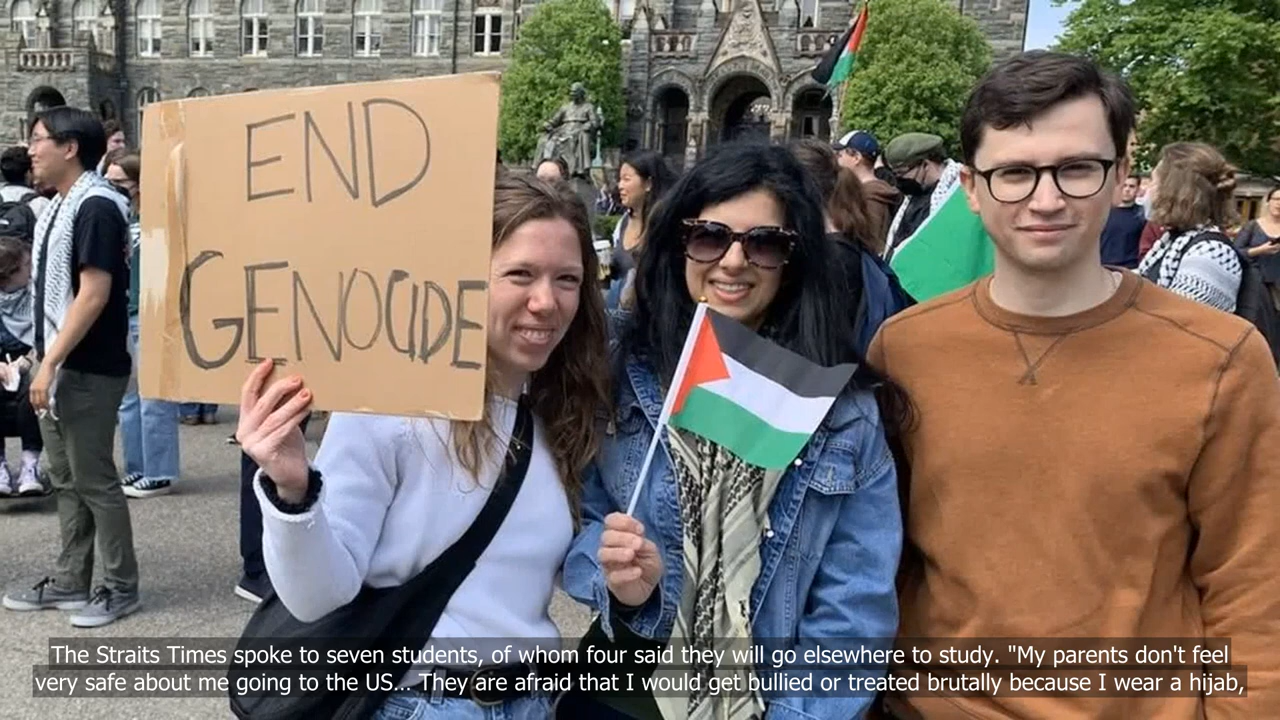 END
GENOCIDE
The Straits Times spoke to seven students, of whom four said they will go elsewhere to study. "My parents don't feel
very safe about me going to the US... They are afraid that I would get bullied or treated brutally because I wear a hijab,